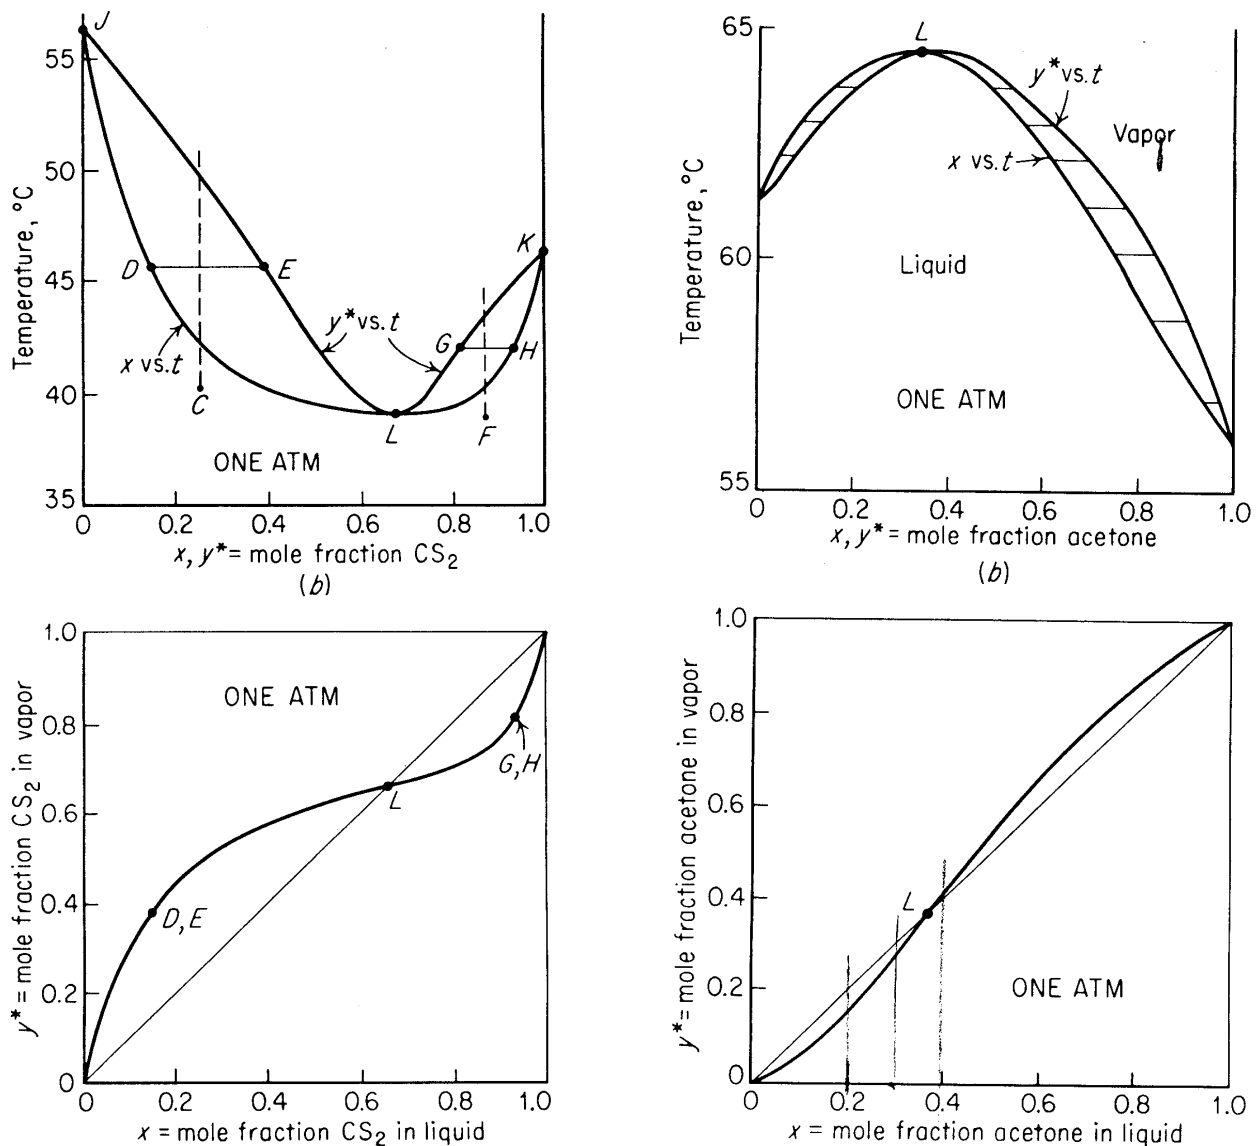 Temperature, °C
55
50
45
40
35
J
D
E
C
x vs. t
y* vs. t
G
H
K
L
F
ONE ATM
0
0.2
0.4
0.6
0.8
1.0
x, y* = mole fraction CS2
(b)
Temperature, °C
65
60
55
L
y* vs. t
x vs. t
Vapor
Liquid
ONE ATM
0
0.2
0.4
0.6
0.8
1.0
x, y* = mole fraction acetone
(b)
y* = mole fraction CS2 in vapor
1.0
0.8
0.6
0.4
0.2
0
ONE ATM
G, H
L
D, E
0
0.2
0.4
0.6
0.8
1.0
x = mole fraction CS2 in liquid
y* = mole fraction acetone in vapor
1.0
0.8
0.6
0.4
0.2
0
L
ONE ATM
0
0.2
0.4
0.6
0.8
1.0
x = mole fraction acetone in liquid